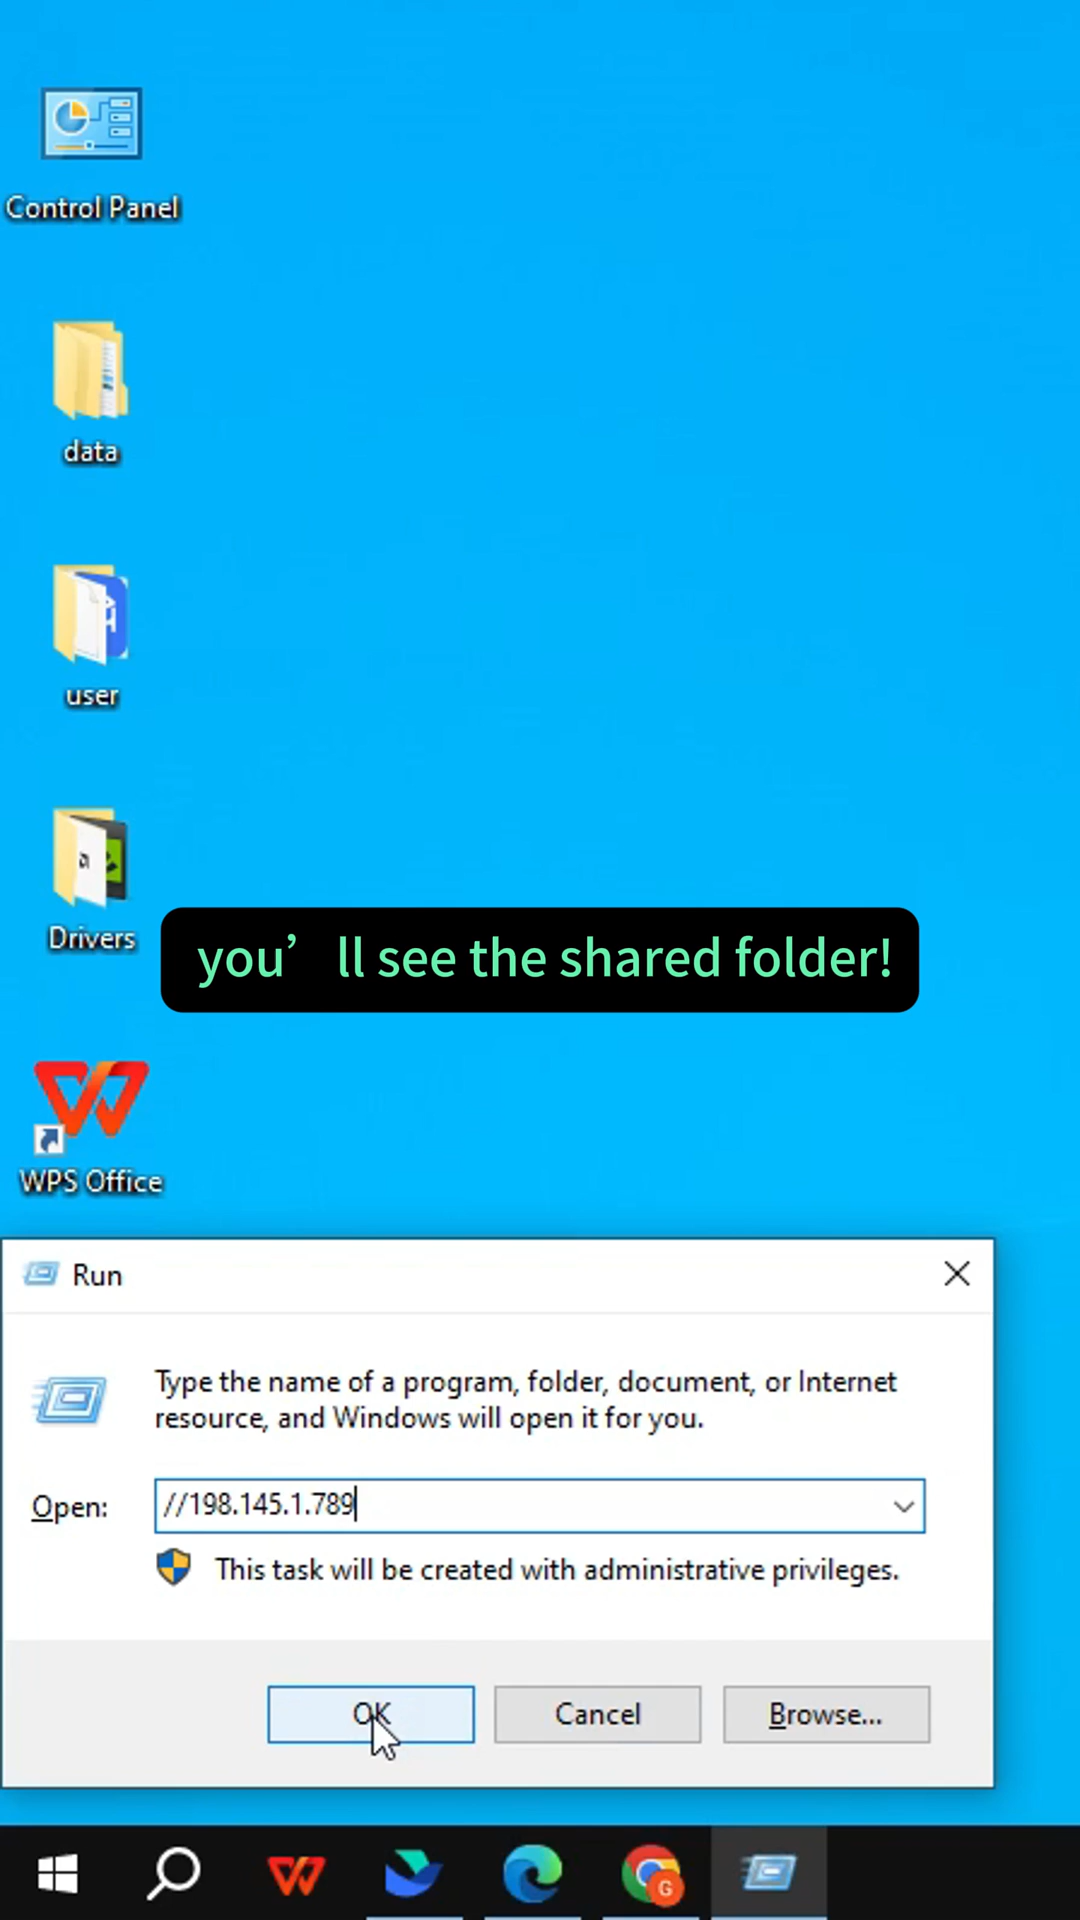 Control Panel
data
user
Drivers
you’ll see the shared folder!
WPS Office
Run
Type the name of a program, folder, document, or Internet
resource, and Windows will open it for you.
Open:
//198.145.1.789
This task will be created with administrative privileges.
OK
Cancel
Browse...
G